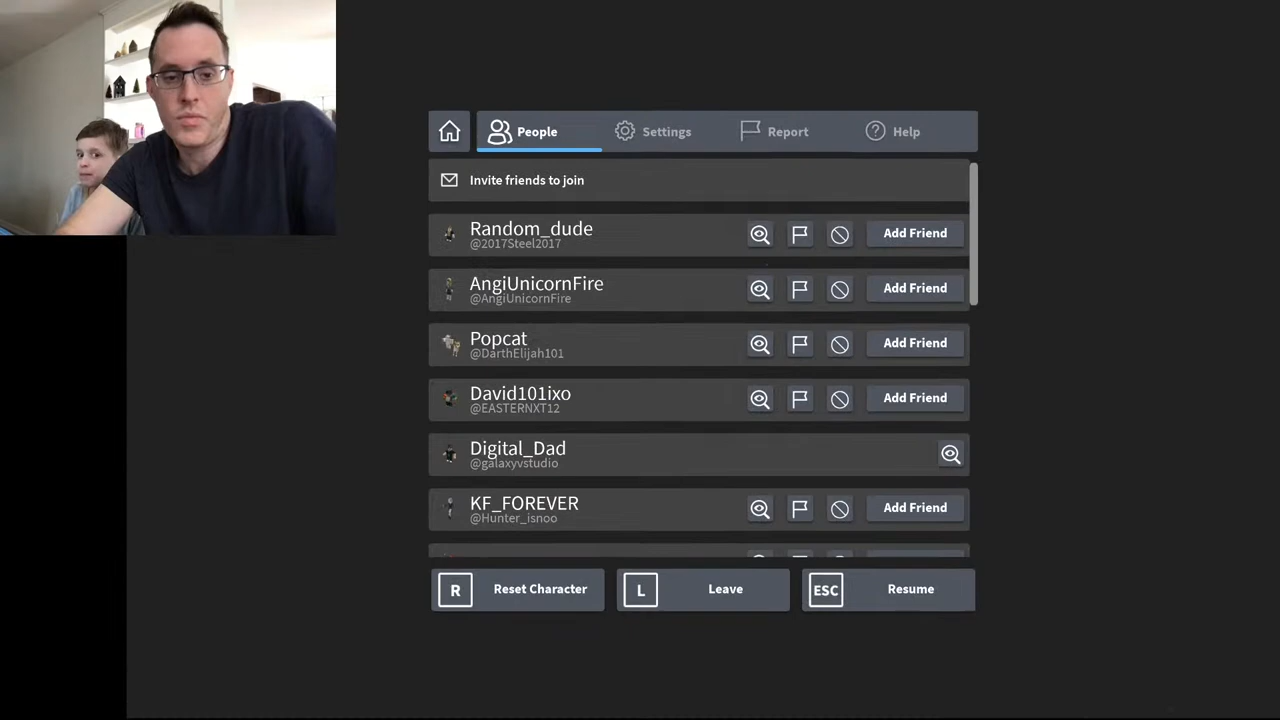 People
Settings
Report
Help
Invite friends to join
Random_dude
@2017Steel2017
Add Friend
AngiUnicornFire
@AngiUnicornFire
Add Friend
Popcat
@DarthElijah101
Add Friend
David101ixo
@EASTERNXT12
Add Friend
Digital_Dad
@galaxyvstudio
KF_FOREVER
@Hunter_isnoo
Add Friend
R Reset Character
L Leave
ESC Resume